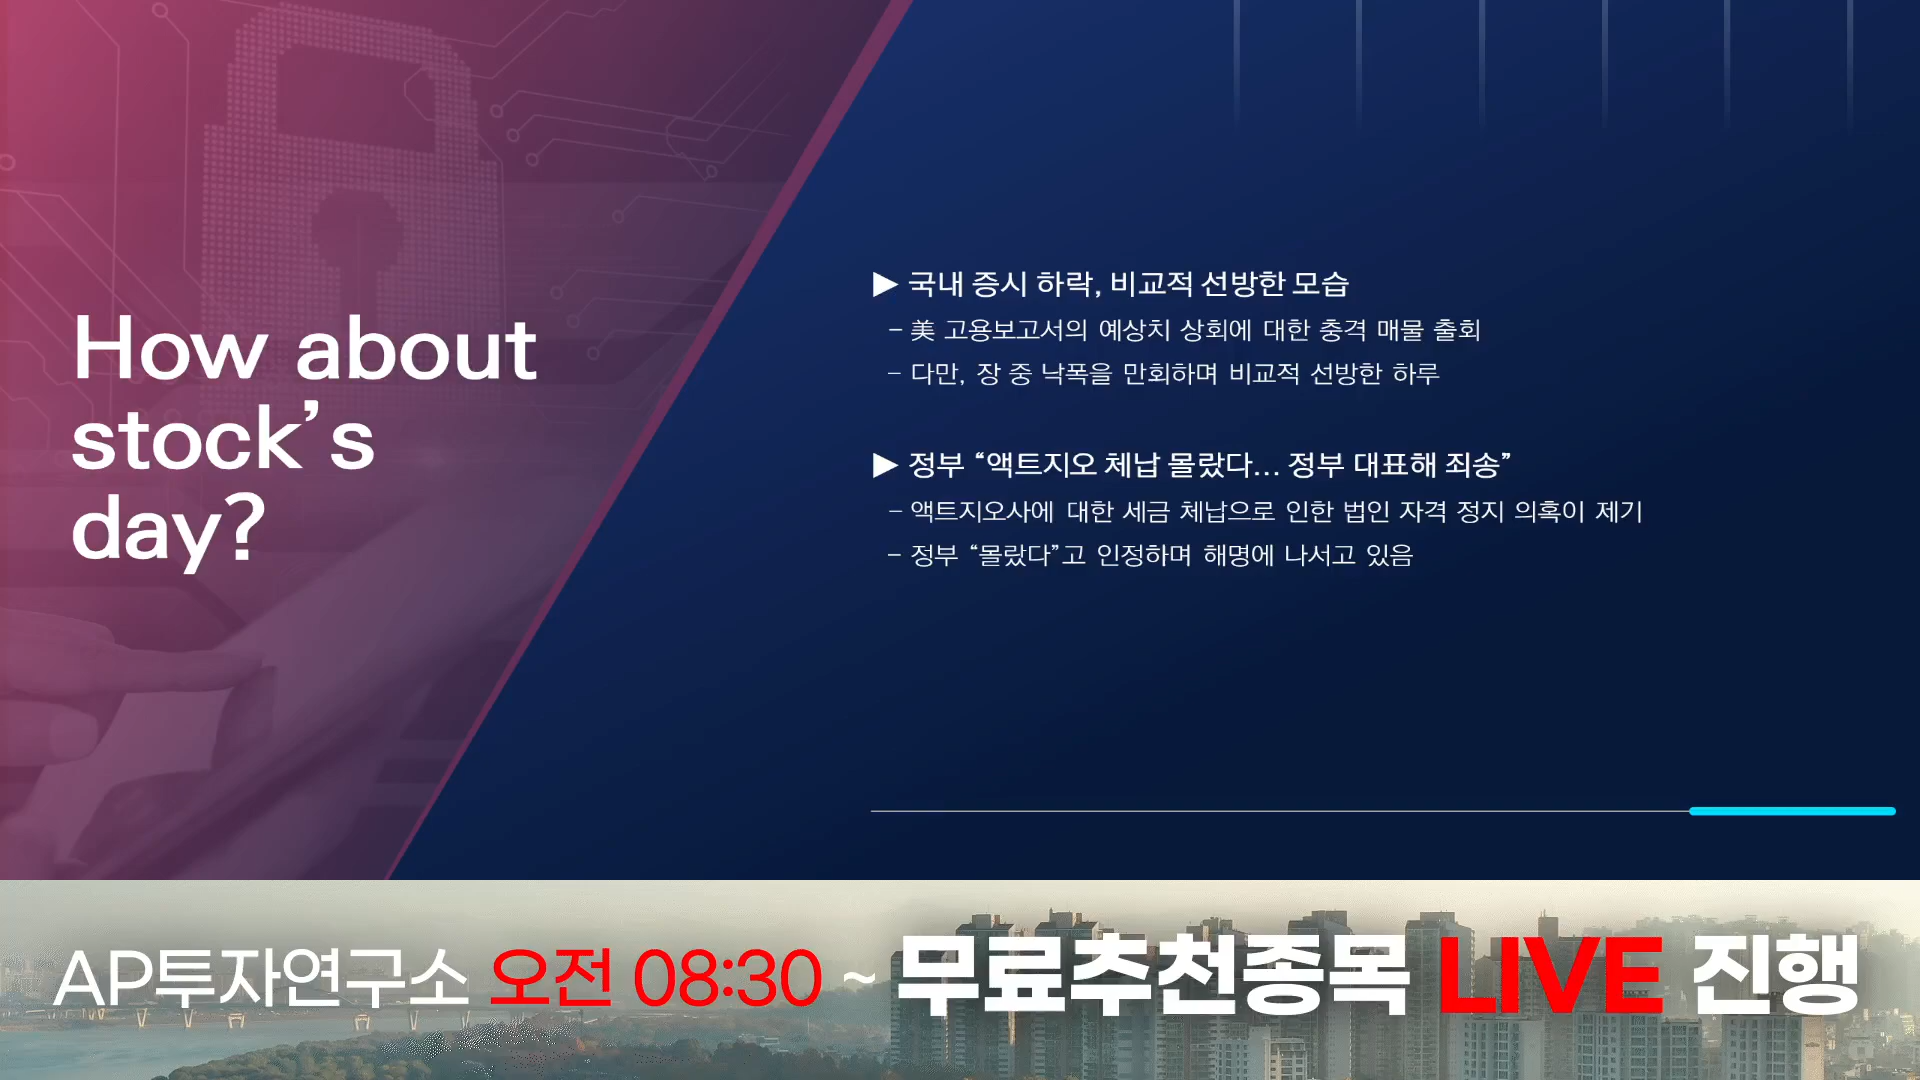 How about
stock’s
day?
▶ 국내 증시 하락, 비교적 선방한 모습
– 美 고용보고서의 예상치 상회에 대한 충격 매물 출회
– 다만, 장 중 낙폭을 만회하며 비교적 선방한 하루
▶ 정부 “액트지오 체납 몰랐다... 정부 대표해 죄송”
– 액트지오사에 대한 세금 체납으로 인한 법인 자격 정지 의혹이 제기
– 정부 “몰랐다”고 인정하며 해명에 나서고 있음
AP투자연구소 오전 08:30 ~ 무료추천종목 LIVE 진행